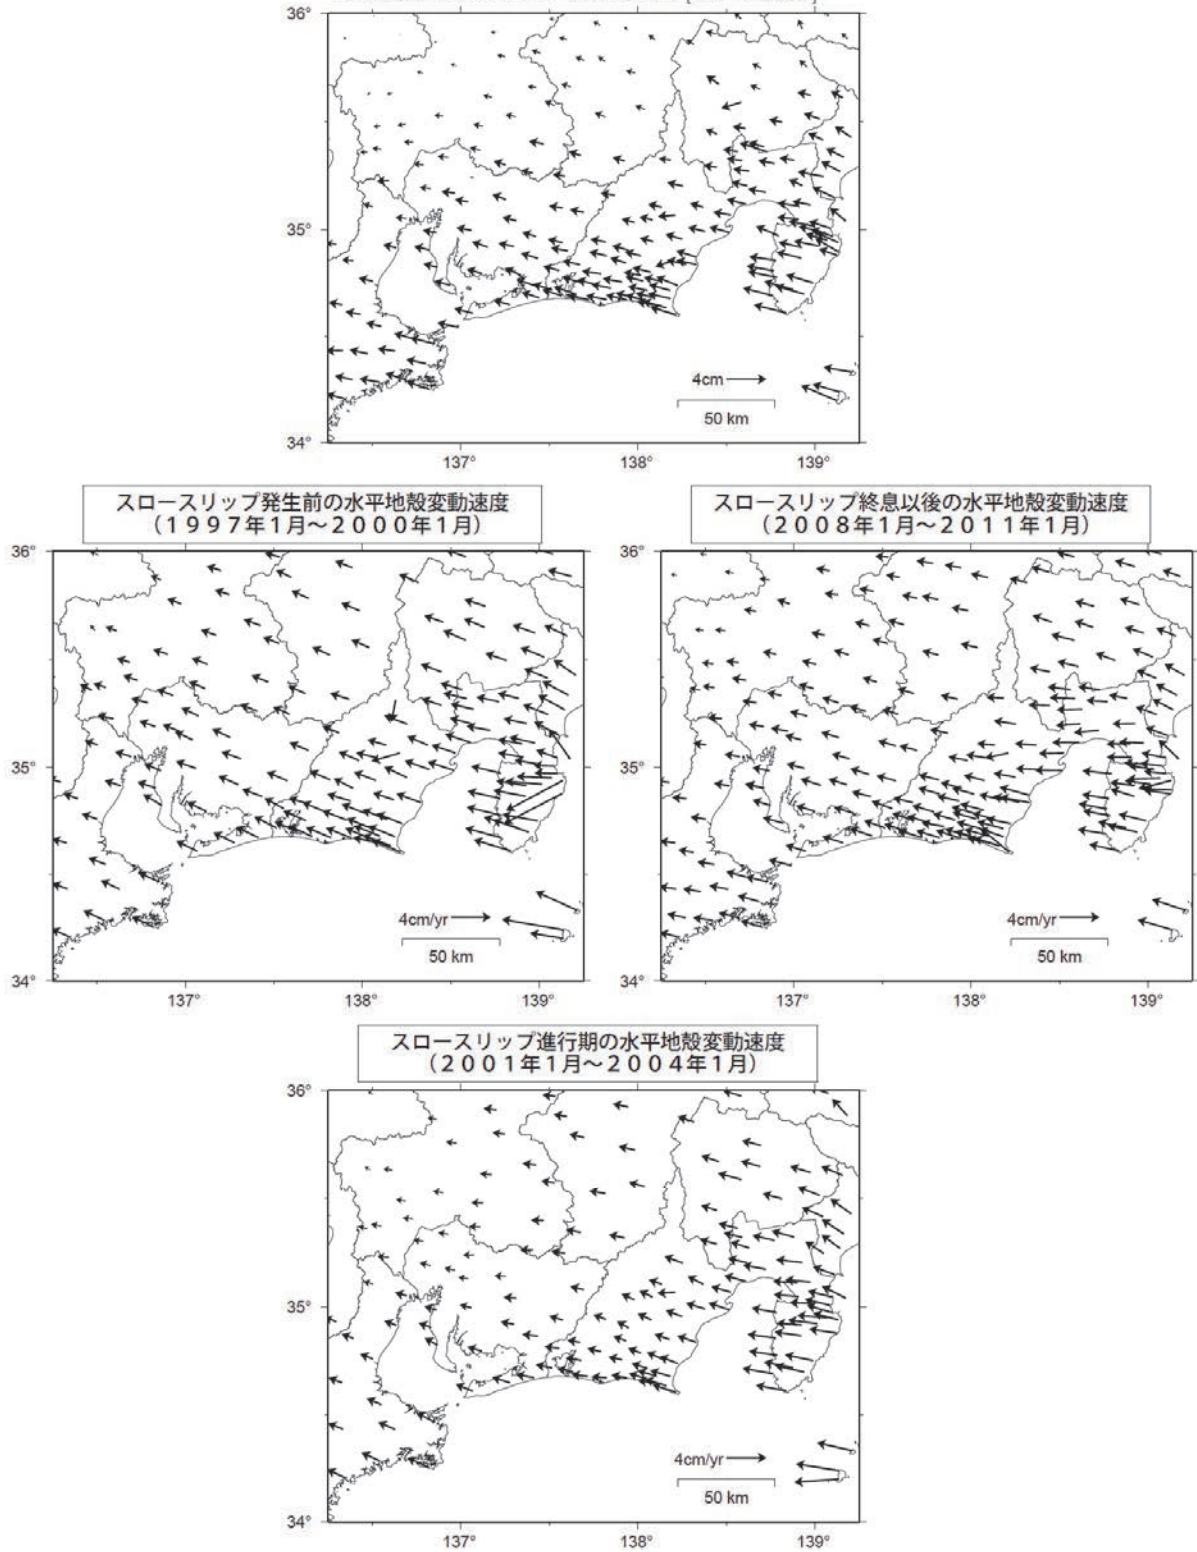 36°
35°
34°
4cm
50 km
137°
138°
139°
スロースリップ発生前の水平地殻変動速度
(1997年1月~2000年1月)
36°
35°
34°
4cm/yr
50 km
137°
138°
139°
スロースリップ終息以後の水平地殻変動速度
(2008年1月~2011年1月)
36°
35°
34°
4cm/yr
50 km
137°
138°
139°
スロースリップ進行期の水平地殻変動速度
(2001年1月~2004年1月)
36°
35°
34°
4cm/yr
50 km
137°
138°
139°